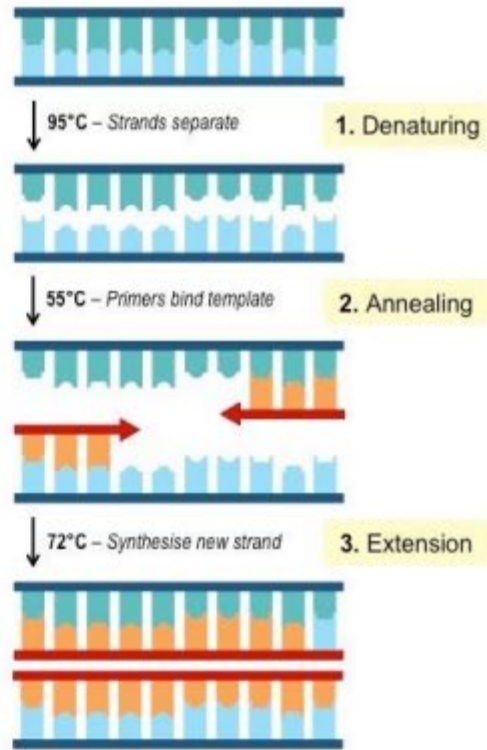 95°C – Strands separate
1. Denaturing
55°C – Primers bind template
2. Annealing
72°C – Synthesise new strand
3. Extension